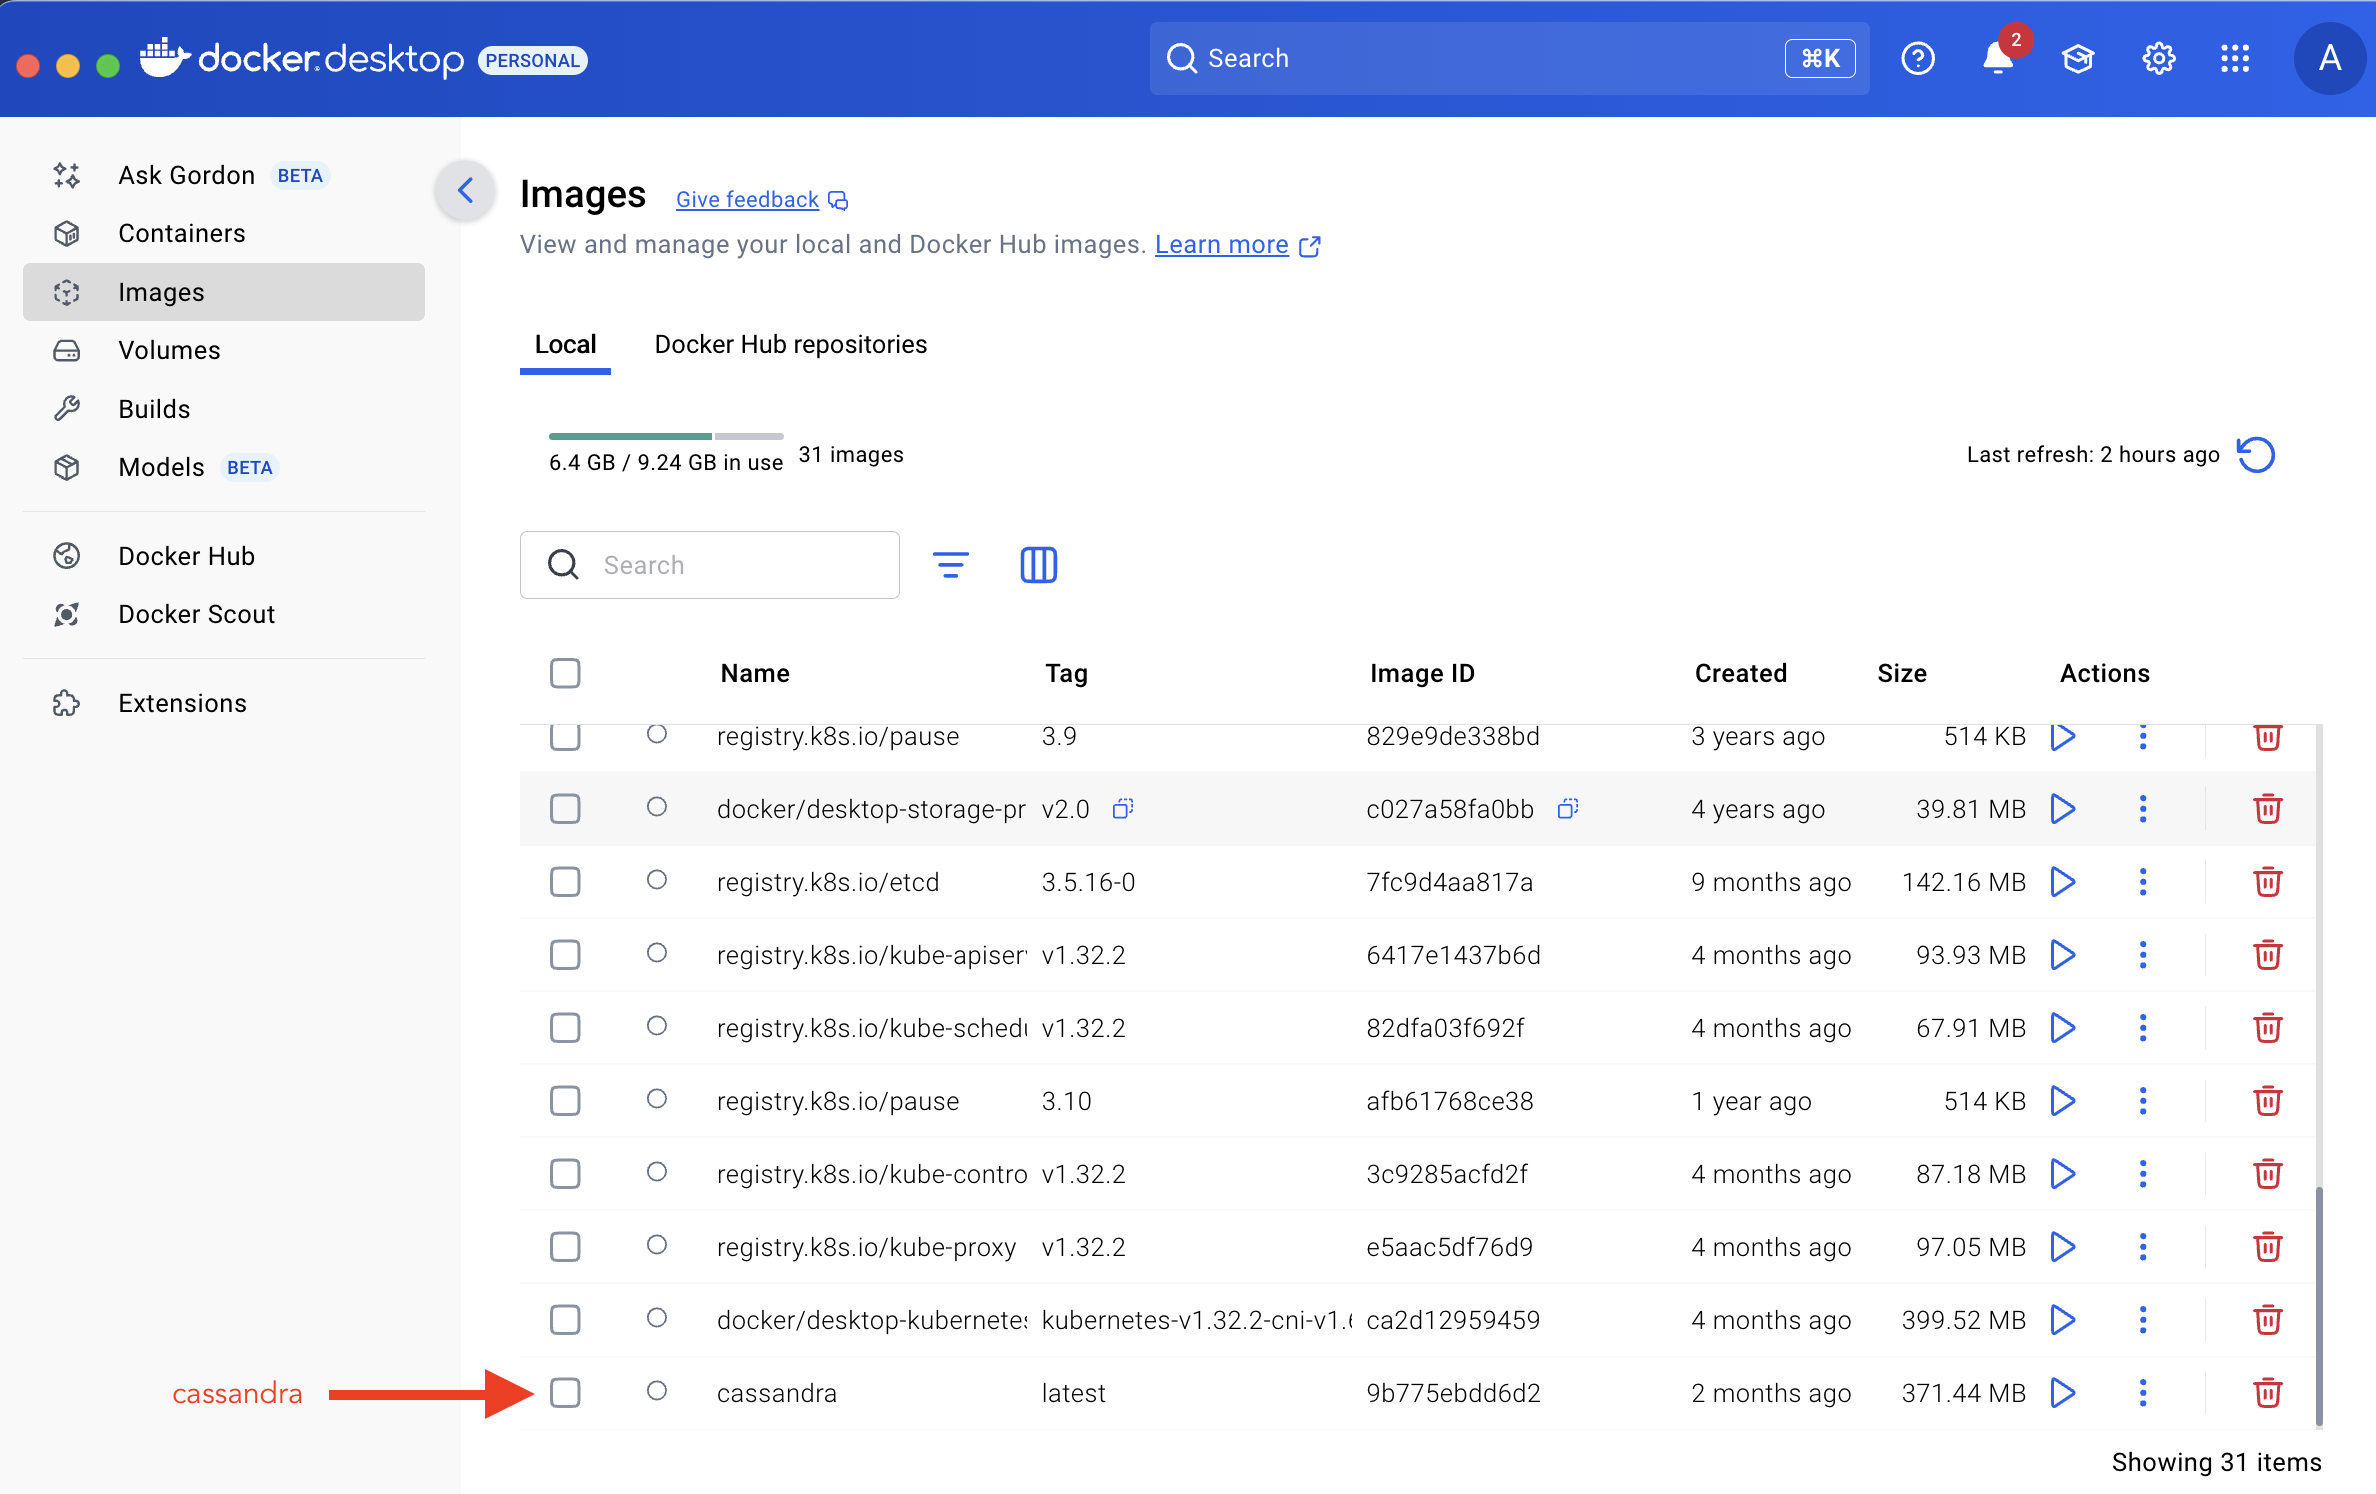 docker.desktop PERSONAL
Search ⌘K
2
A
Ask Gordon BETA
Containers
Images
Volumes
Builds
Models BETA
Docker Hub
Docker Scout
Extensions
Images Give feedback
View and manage your local and Docker Hub images. Learn more
Local Docker Hub repositories
6.4 GB / 9.24 GB in use 31 images
Last refresh: 2 hours ago
Search
Name Tag Image ID Created Size Actions
registry.k8s.io/pause 3.9 829e9de338bd 3 years ago 514 KB
docker/desktop-storage-pr v2.0 c027a58fa0bb 4 years ago 39.81 MB
registry.k8s.io/etcd 3.5.16-0 7fc9d4aa817a 9 months ago 142.16 MB
registry.k8s.io/kube-apiser v1.32.2 6417e1437b6d 4 months ago 93.93 MB
registry.k8s.io/kube-schedu v1.32.2 82dfa03f692f 4 months ago 67.91 MB
registry.k8s.io/pause 3.10 afb61768ce38 1 year ago 514 KB
registry.k8s.io/kube-contro v1.32.2 3c9285acfd2f 4 months ago 87.18 MB
registry.k8s.io/kube-proxy v1.32.2 e5aac5df76d9 4 months ago 97.05 MB
docker/desktop-kubernetes kubernetes-v1.32.2-cni-v1.6 ca2d12959459 4 months ago 399.52 MB
cassandra
cassandra latest 9b775ebdd6d2 2 months ago 371.44 MB
Showing 31 items